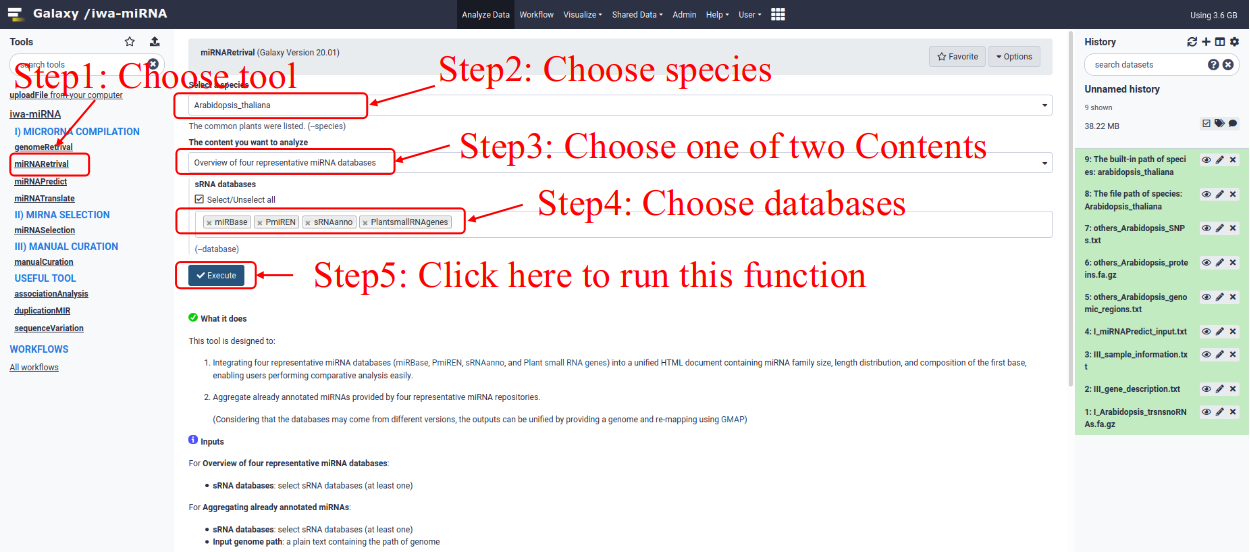 Galaxy /iwa-miRNA
Analyze Data Workflow Visualize Shared Data Admin Help User
Using 3.6 GB
Tools
search tools
Step1: Choose tool
uploadFile from your computer
iwa-miRNA
I) MICRORNA COMPILATION
genomeRetrival
miRNARetrival
miRNAPredict
miRNATranslate
II) MIRNA SELECTION
miRNASelection
III) MANUAL CURATION
manualCuration
USEFUL TOOL
associationAnalysis
duplicationMIR
sequenceVariation
WORKFLOWS
All workflows
miRNARetrival (Galaxy Version 20.01)
Favorite
Options
Step2: Choose species
Select a species
Arabidopsis_thaliana
The common plants were listed. (--species)
The content you want to analyze
Step3: Choose one of two Contents
Overview of four representative miRNA databases
sRNA databases
Select/Unselect all
Step4: Choose databases
× miRBase × PmiREN × sRNAanno × PlantsmallRNAgenes
(--database)
Execute
Step5: Click here to run this function
What it does
This tool is designed to:
1. Integrating four representative miRNA databases (miRBase, PmiREN, sRNAanno, and Plant small RNA genes) into a unified HTML document containing miRNA family size, length distribution, and composition of the first base,
enabling users performing comparative analysis easily.
2. Aggregate already annotated miRNAs provided by four representative miRNA repositories.
(Considering that the databases may come from different versions, the outputs can be unified by providing a genome and re-mapping using GMAP)
Inputs
For Overview of four representative miRNA databases:
• sRNA databases: select sRNA databases (at least one)
For Aggregating already annotated miRNAs:
• sRNA databases: select sRNA databases (at least one)
• Input genome path: a plain text containing the path of genome
History
search datasets
Unnamed history
9 shown
38.22 MB
9: The built-in path of speci
es: arabidopsis_thaliana
8: The file path of species:
Arabidopsis_thaliana
7: others_Arabidopsis_SNP
s.txt
6: others_Arabidopsis_prote
ins.fa.gz
5: others_Arabidopsis_geno
mic_regions.txt
4: I_miRNAPredict_input.txt
3: III_sample_information.tx
t
2: III_gene_description.txt
1: I_Arabidopsis_trsnsnoRN
As.fa.gz